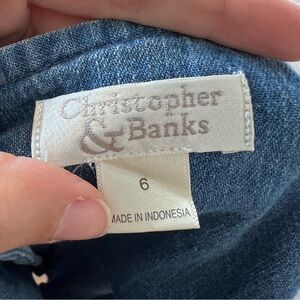 Christopher
& Banks
6
MADE IN INDONESIA